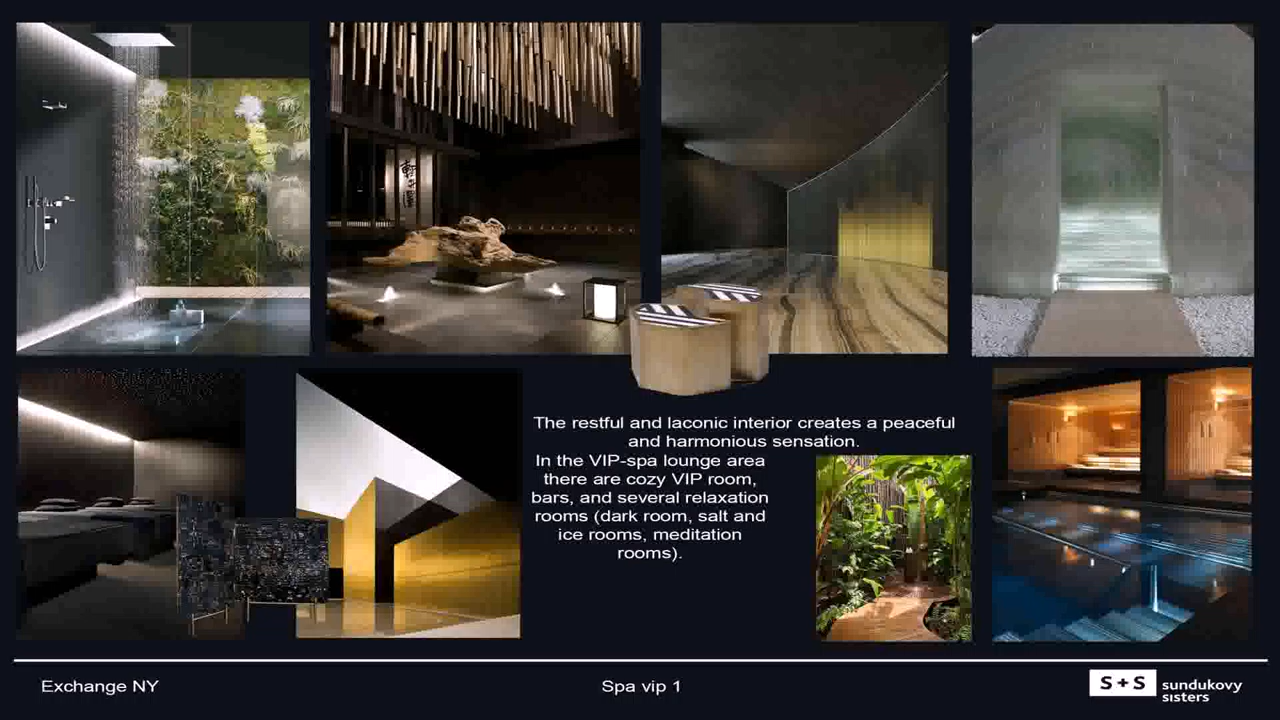 The restful and laconic interior creates a peaceful
and harmonious sensation.
In the VIP-spa lounge area
there are cozy VIP room,
bars, and several relaxation
rooms (dark room, salt and
ice rooms, meditation
rooms).
Exchange NY
Spa vip 1
S+S sundukovy
sısters